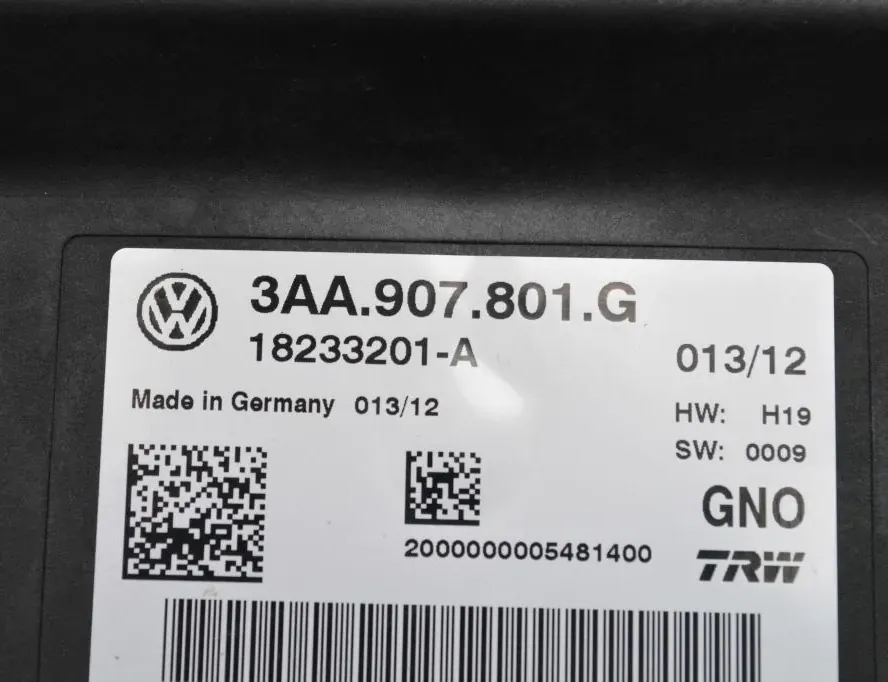 3AA.907.801.G
18233201-A
013/12
Made in Germany 013/12
HW: H19
SW: 0009
GNO
2000000005481400
TRW